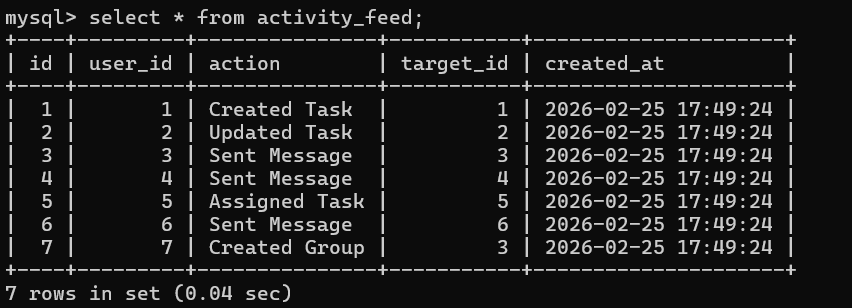 mysql> select * from activity_feed;
+----+---------+---------------+-----------+---------------------+
| id | user_id | action        | target_id | created_at          |
+----+---------+---------------+-----------+---------------------+
|  1 |       1 | Created Task  |         1 | 2026-02-25 17:49:24 |
|  2 |       2 | Updated Task  |         2 | 2026-02-25 17:49:24 |
|  3 |       3 | Sent Message  |         3 | 2026-02-25 17:49:24 |
|  4 |       4 | Sent Message  |         4 | 2026-02-25 17:49:24 |
|  5 |       5 | Assigned Task |         5 | 2026-02-25 17:49:24 |
|  6 |       6 | Sent Message  |         6 | 2026-02-25 17:49:24 |
|  7 |       7 | Created Group |         3 | 2026-02-25 17:49:24 |
+----+---------+---------------+-----------+---------------------+
7 rows in set (0.04 sec)